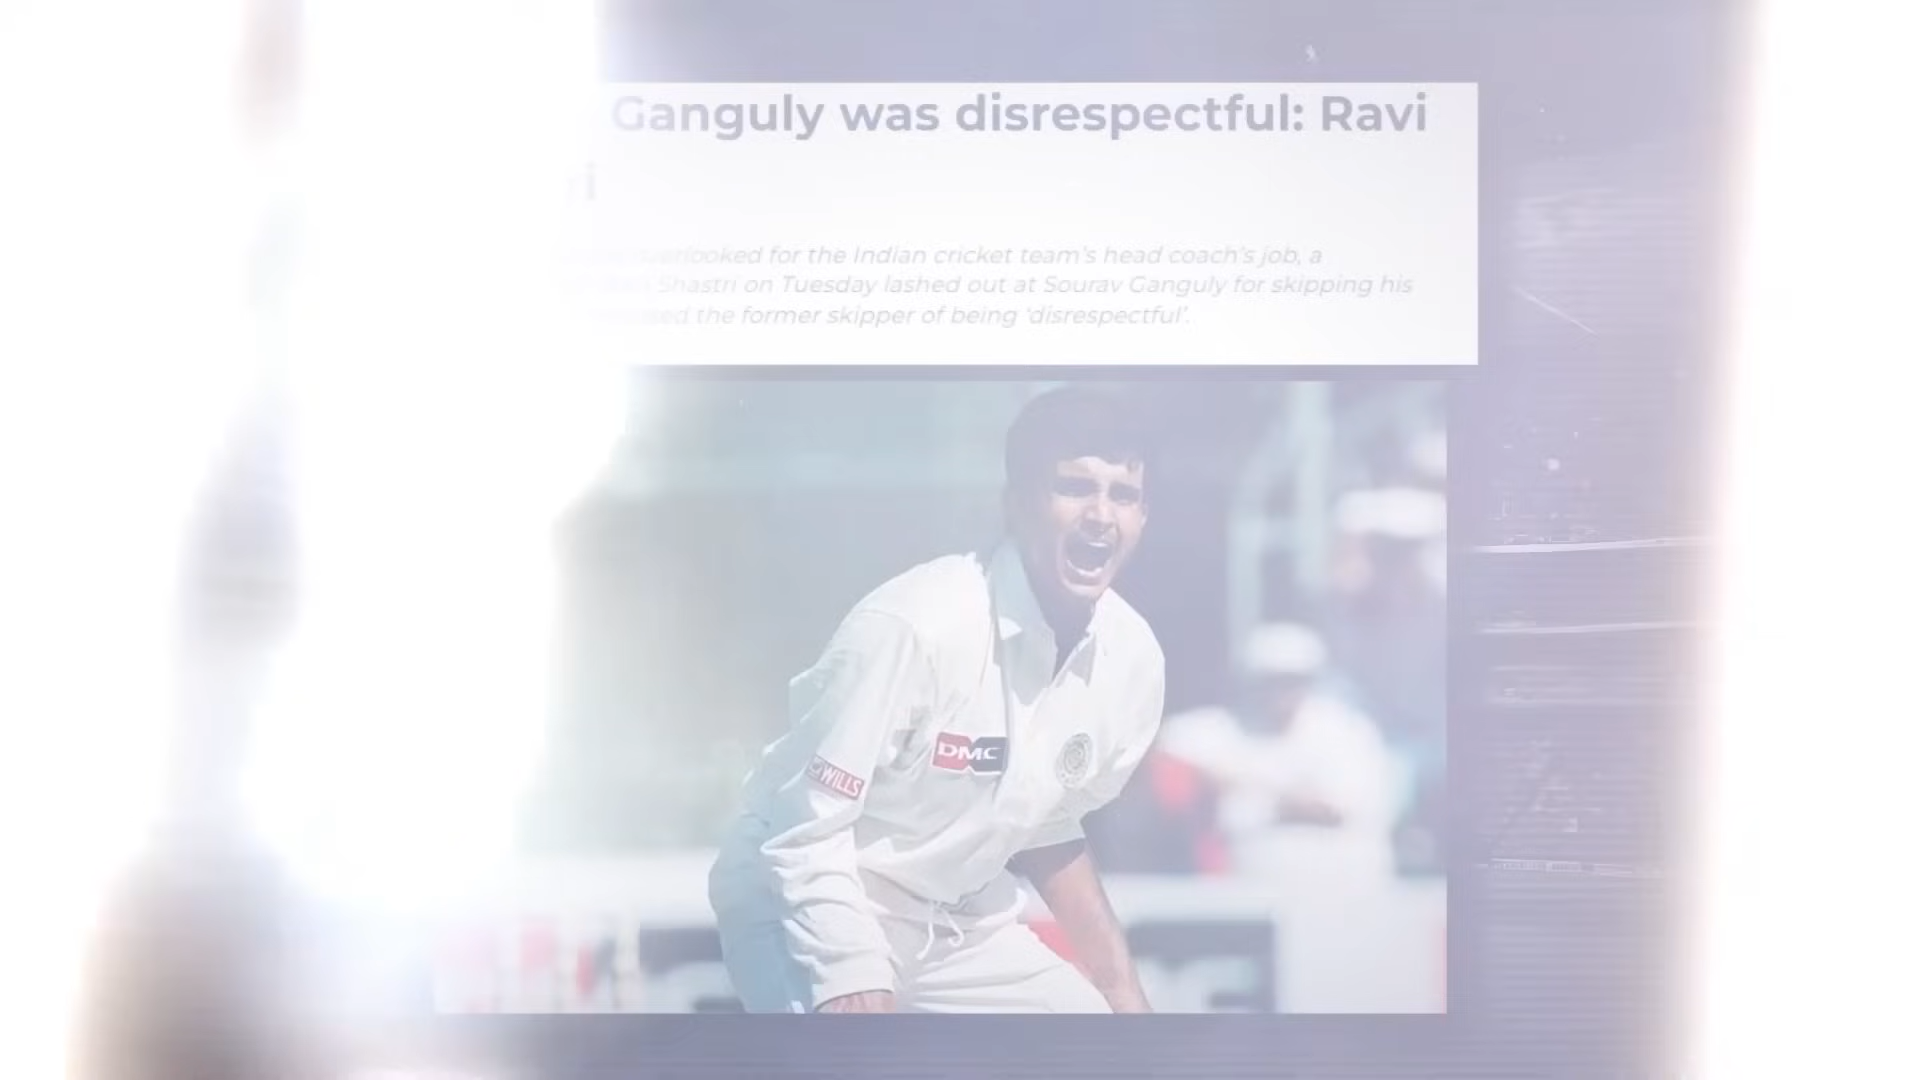 Ganguly was disrespectful: Ravi
i
overlooked for the Indian cricket team's head coach's job, a
Shastri on Tuesday lashed out at Sourav Ganguly for skipping his
the former skipper of being 'disrespectful'.
DMC
WILLS